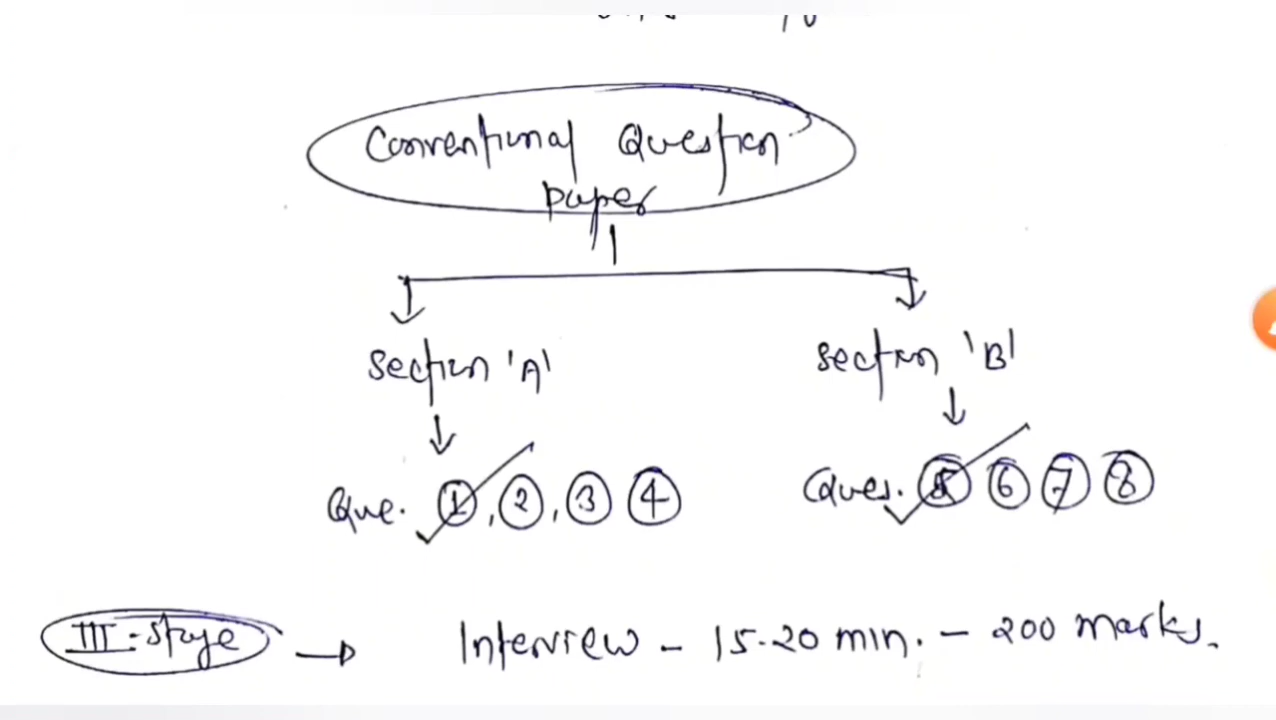 Conventional Question
paper
Section 'A'
Section 'B'
Que. 1, 2, 3 4
Ques. 5 6 7 8
III-stage → Interview - 15-20 min. - 200 marks.